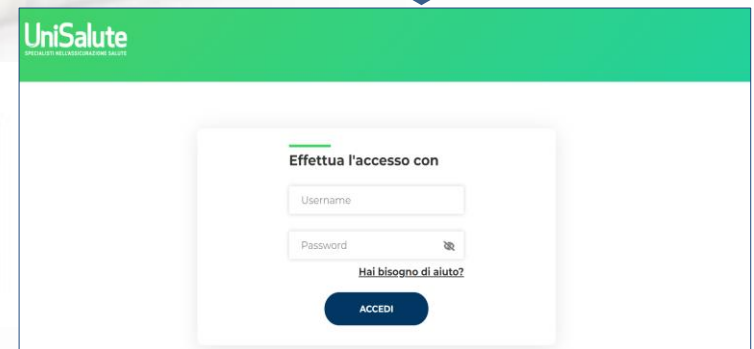 UniSalute
SPECIALISTI NELL'ASSICURAZIONE SALUTE
Effettua l'accesso con
Username
Password
Hai bisogno di aiuto?
ACCEDI